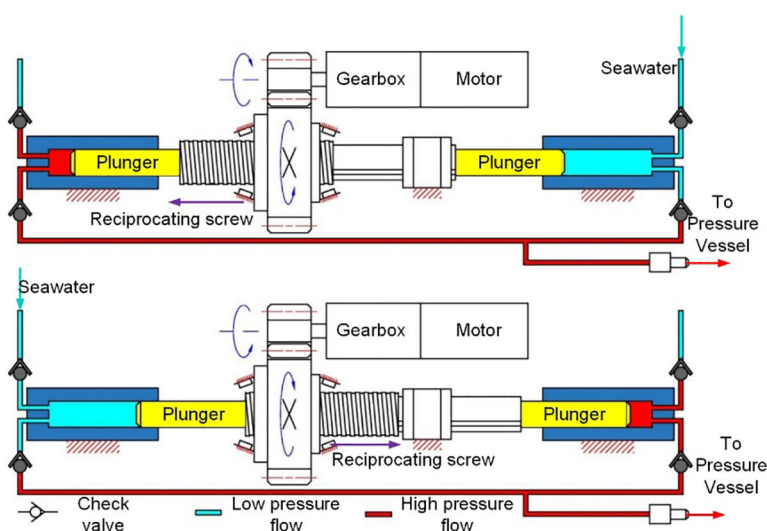 Seawater
Gearbox
Motor
Plunger
Plunger
Reciprocating screw
To
Pressure
Vessel
Seawater
Gearbox
Motor
Plunger
Plunger
Reciprocating screw
To
Pressure
Vessel
Check
valve
Low pressure
flow
High pressure
flow